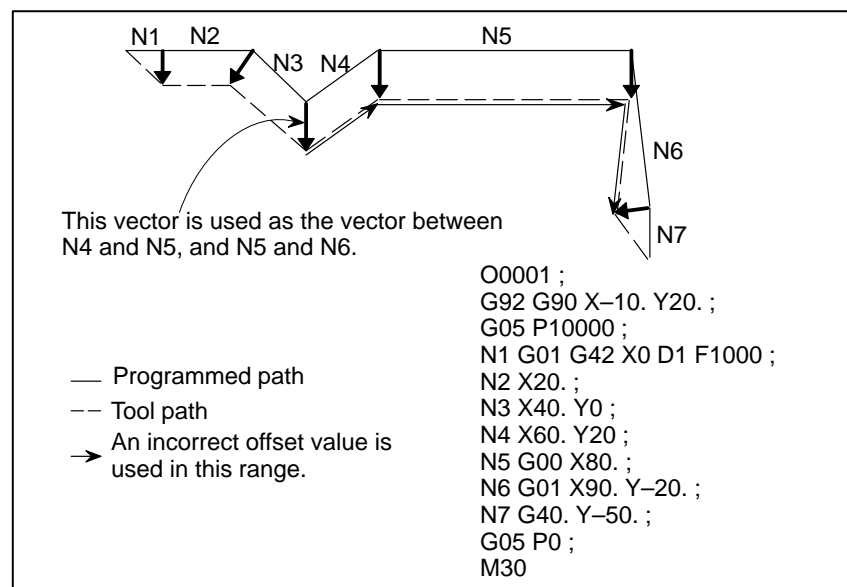 N1 N2 N3 N4 N5
N6
N7
This vector is used as the vector between
N4 and N5, and N5 and N6.
O0001 ;
G92 G90 X–10. Y20. ;
G05 P10000 ;
N1 G01 G42 X0 D1 F1000 ;
N2 X20. ;
N3 X40. Y0 ;
N4 X60. Y20 ;
N5 G00 X80. ;
N6 G01 X90. Y–20. ;
N7 G40. Y–50. ;
G05 P0 ;
M30
Programmed path
Tool path
An incorrect offset value is
used in this range.